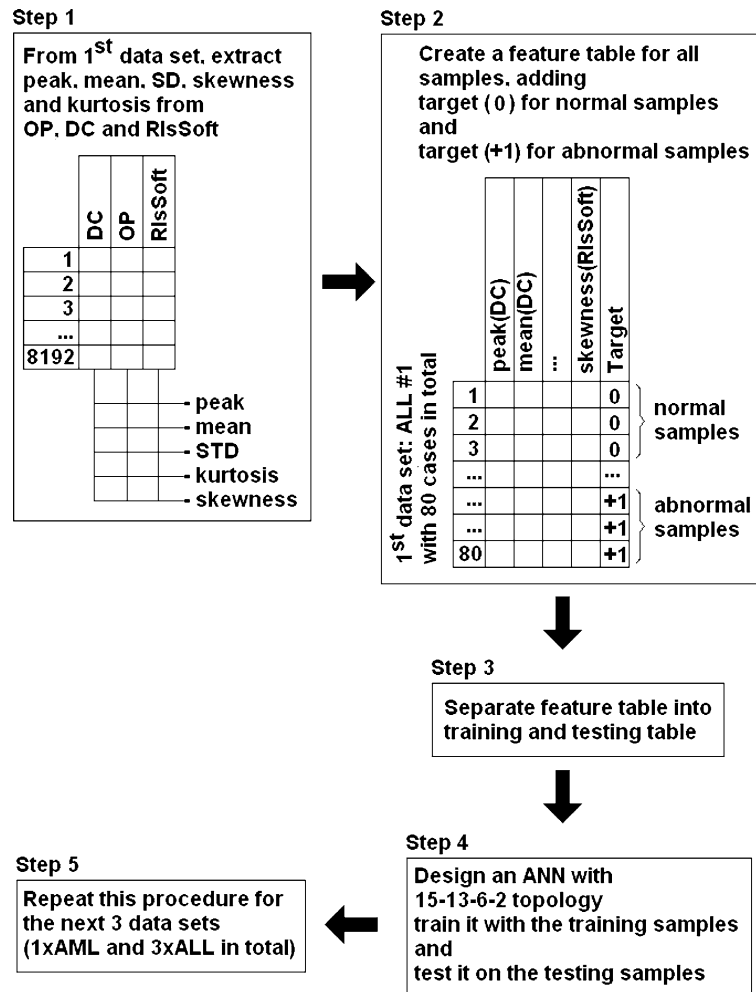 Step 1
From 1st data set, extract
peak, mean, SD, skewness
and kurtosis from
OP, DC and RlsSoft
DC
OP
RlsSoft
1
2
3
...
8192
peak
mean
STD
kurtosis
skewness
Step 2
Create a feature table for all
samples, adding
target (0) for normal samples
and
target (+1) for abnormal samples
peak(DC)
mean(DC)
...
skewness(RlsSoft)
Target
1st data set: ALL #1
with 80 cases in total
1 0
2 0
3 0
... ...
... +1
... +1
80 +1
normal
samples
abnormal
samples
Step 3
Separate feature table into
training and testing table
Step 4
Design an ANN with
15-13-6-2 topology
train it with the training samples
and
test it on the testing samples
Step 5
Repeat this procedure for
the next 3 data sets
(1xAML and 3xALL in total)